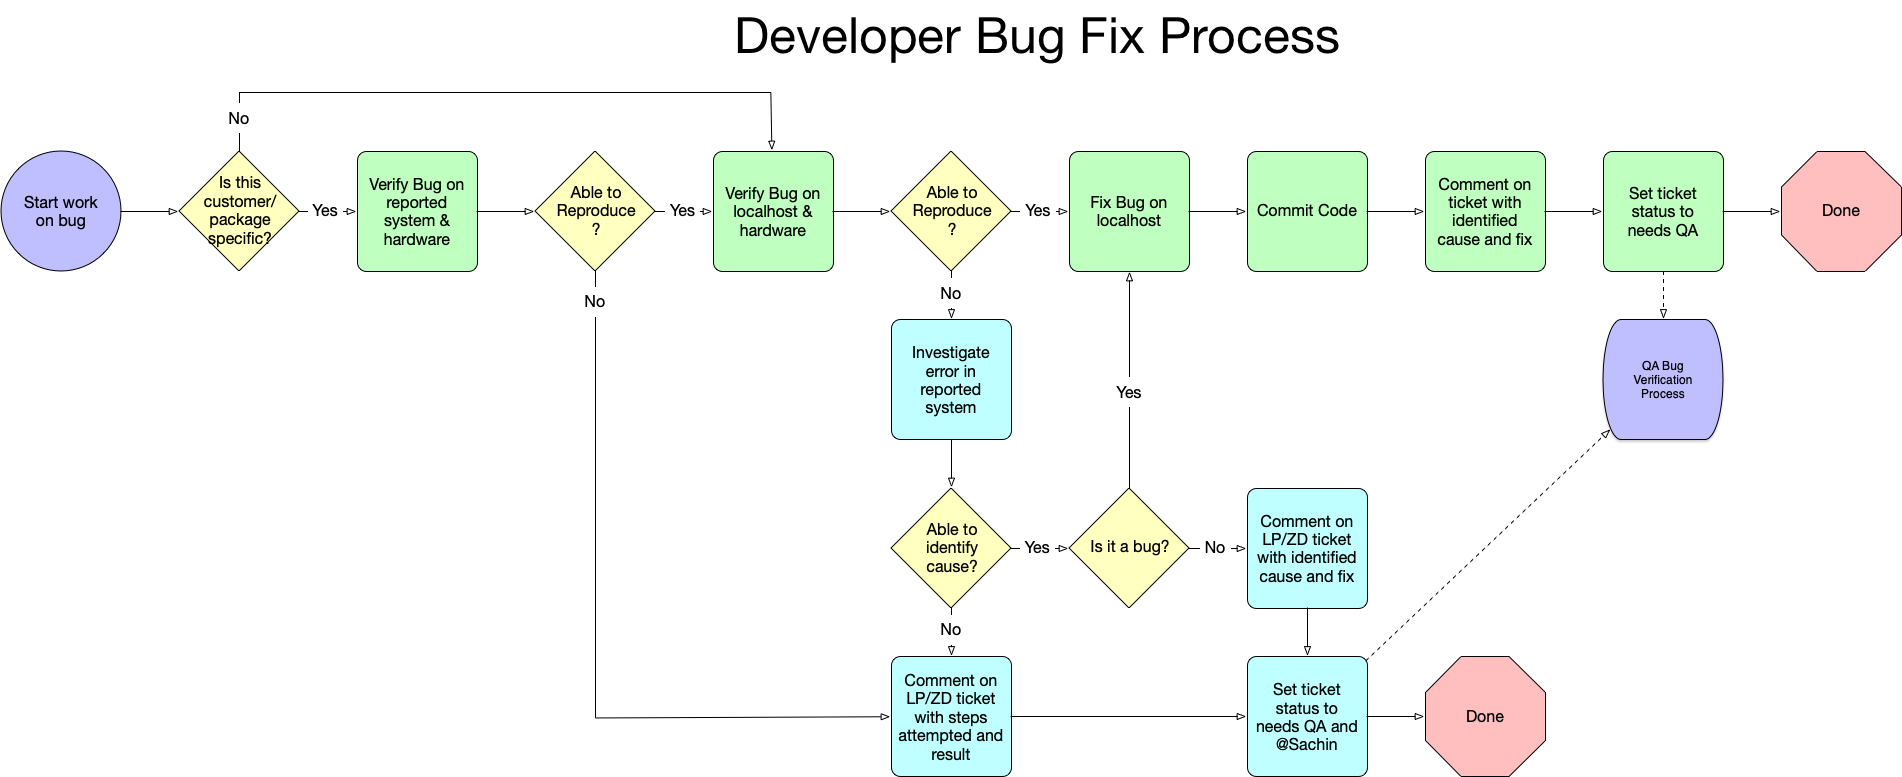 Developer Bug Fix Process
No
Start work
on bug
Is this
customer/
package
specific?
Yes
Verify Bug on
reported
system &
hardware
Able to
Reproduce
?
Yes
Verify Bug on
localhost &
hardware
Able to
Reproduce
?
Yes
Fix Bug on
localhost
Commit Code
Comment on
ticket with
identified
cause and fix
Set ticket
status to
needs QA
Done
No
No
Investigate
error in
reported
system
Yes
QA Bug
Verification
Process
Able to
identify
cause?
Yes
Is it a bug?
No
Comment on
LP/ZD ticket
with identified
cause and fix
No
Comment on
LP/ZD ticket
with steps
attempted and
result
Set ticket
status to
needs QA and
@Sachin
Done